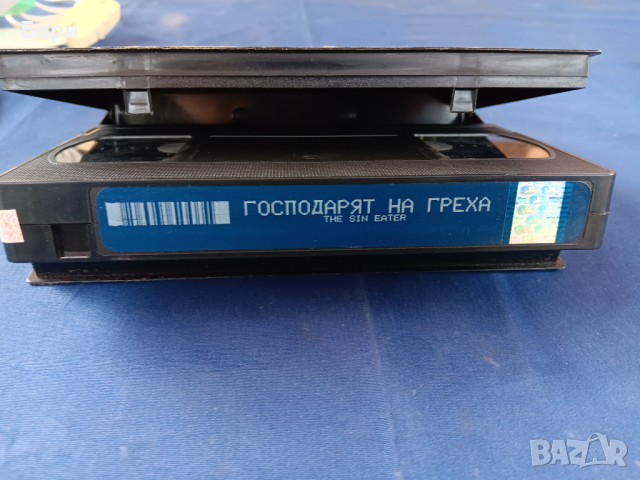 ГОСПОДАРЯТ НА ГРЕХА
THE SIN EATER
BAZAR